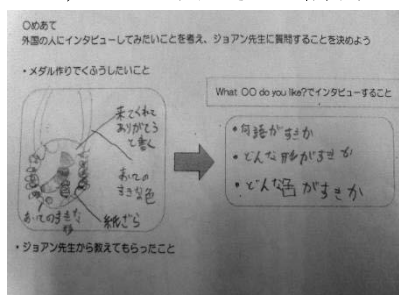 〇めあて
外国の人にインタビューしてみたいことを考え、ジョアン先生に質問することを決めよう
・メダル作りでくふうしたいこと
What 〇〇 do you like?でインタビューすること
来てくれて
ありがとう
って書く
あいての
すきな色
あいてのすきな
形
紙ざら
・何語がすきか
・どんな形がすきか
・どんな色がすきか
・ジョアン先生から教えてもらったこと